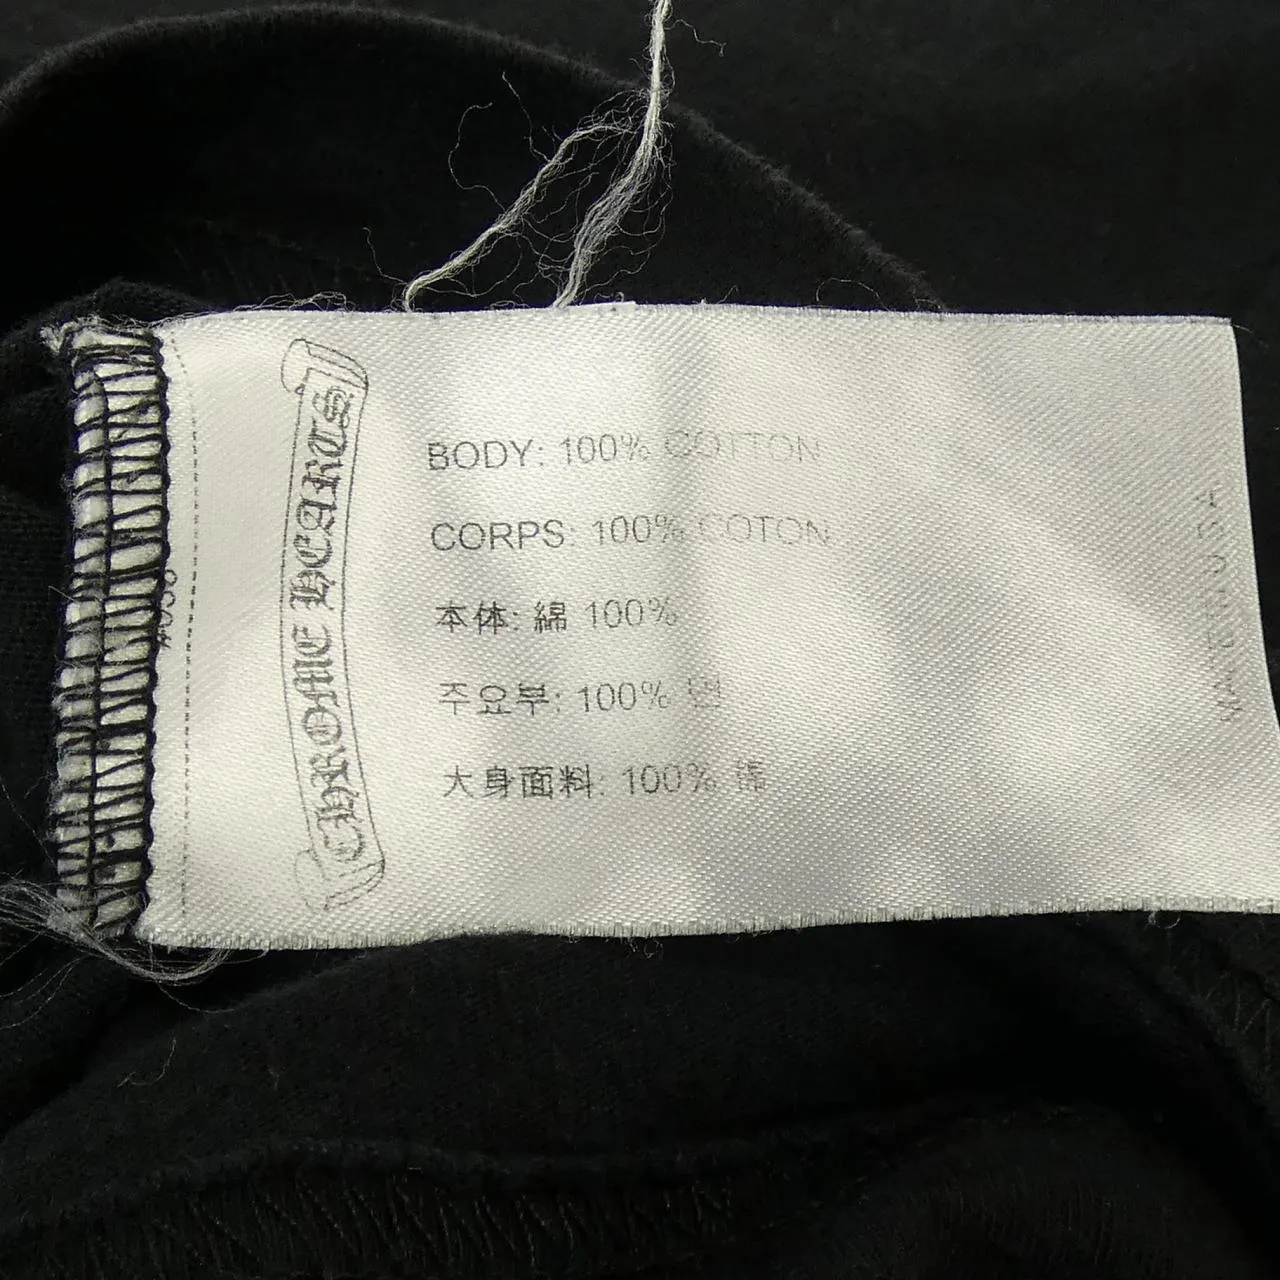 CHROME HEARTS
BODY: 100% COTTON
CORPS: 100% COTON
本体: 綿 100%
주요부: 100% 면
大身面料: 100% 棉
MADE IN U.S.A
#036